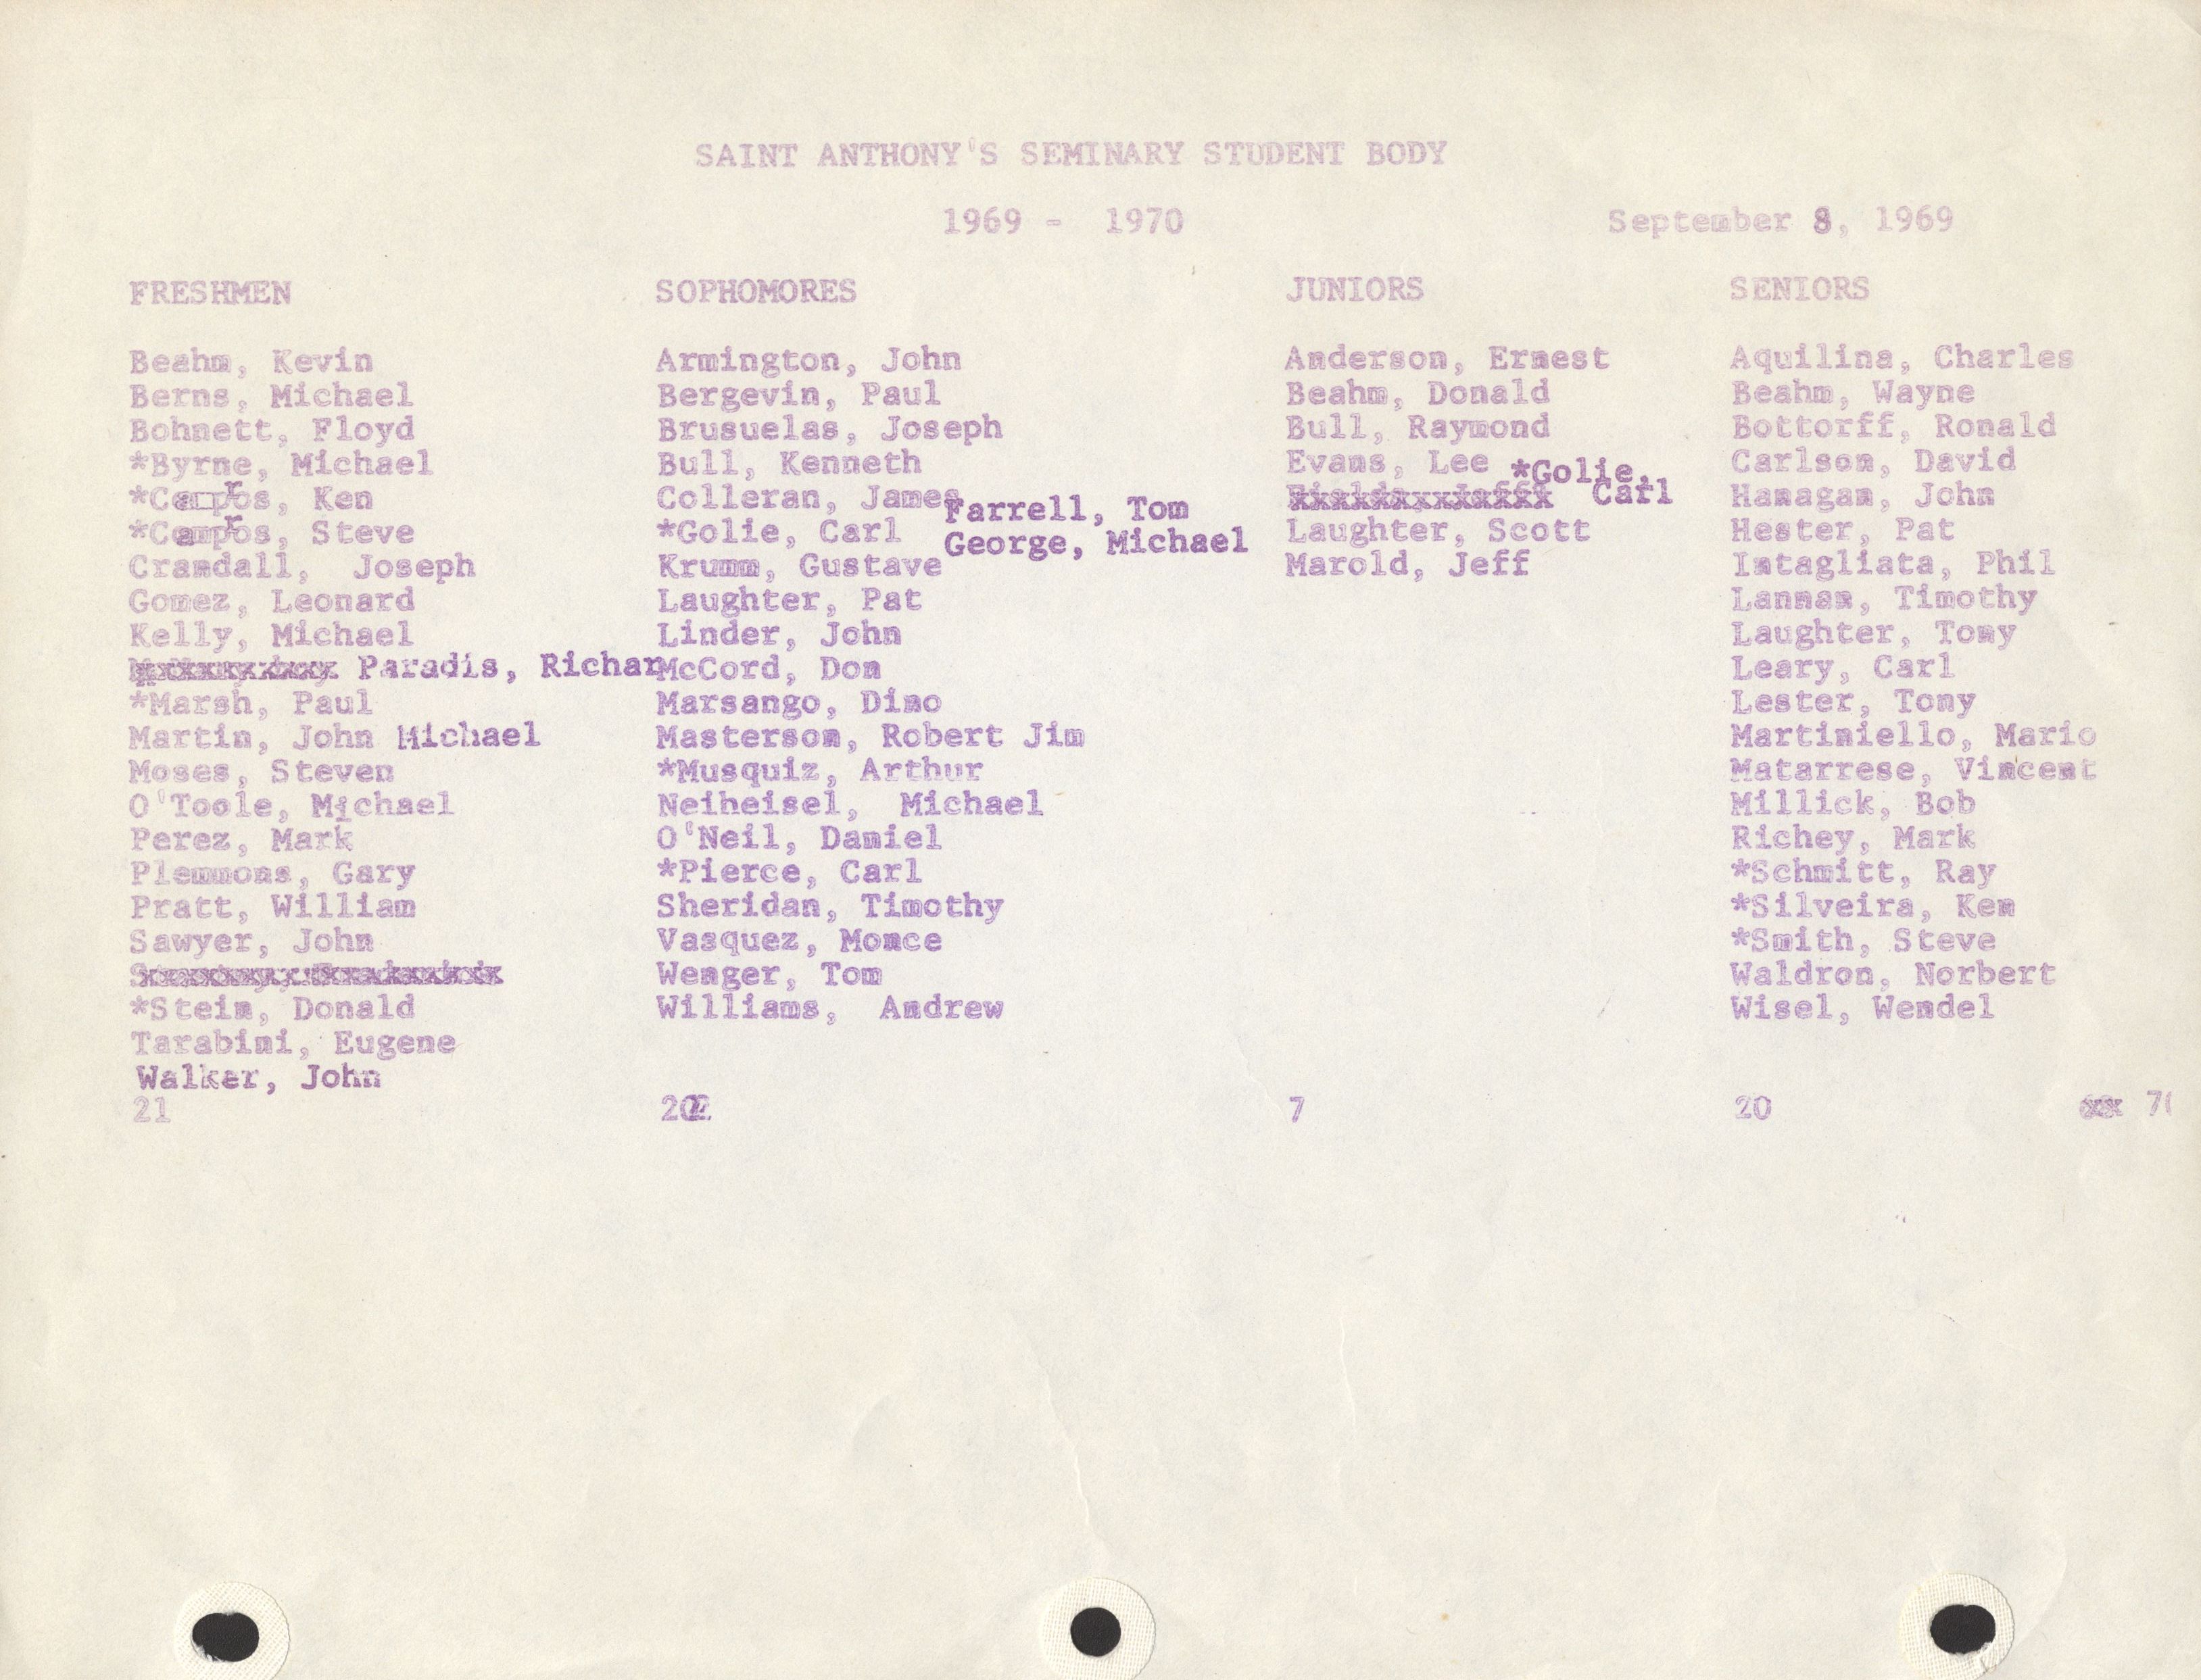 SAINT ANTHONY'S SEMINARY STUDENT BODY
1969 - 1970
September 8, 1969
FRESHMEN
Beahm, Kevin
Berns, Michael
Bohnett, Floyd
*Byrne, Michael
Ken
Steve
Crandall, Joseph
Gomez, Leonard
Kelly, Michael
Paradis, Richar
*Marsh, Paul
Martin, John Michael
Moses, Steven
O'Toole, Michael
Perez, Mark
Plemmons, Gary
Pratt, William
Sawyer, John
*Stein, Donald
Tarabini, Eugene
Walker, John
21
SOPHOMORES
Armington, John
Bergevin, Paul
Brusuelas, Joseph
Bull, Kenneth
Colleran, James
Farrell, Tom
*Golie, Carl
George, Michael
Krumm, Gustave
Laughter, Pat
Linder, John
McCord, Don
Marsango, Dino
Masterson, Robert Jim
*Musquiz, Arthur
Neiheisel, Michael
O'Neil, Daniel
*Pierce, Carl
Sheridan, Timothy
Vasquez, Monce
Wenger, Tom
Williams, Andrew
JUNIORS
Anderson, Ernest
Beahm, Donald
Bull, Raymond
Evans, Lee *Golie,
Carl
Laughter, Scott
Marold, Jeff
7
SENIORS
Aquilina, Charles
Beahm, Wayne
Bottorff, Ronald
Carlson, David
Hanagan, John
Hester, Pat
Intagliata, Phil
Lannan, Timothy
Laughter, Tony
Leary, Carl
Lester, Tony
Martiniello, Mario
Matarrese, Vincent
Millick, Bob
Richey, Mark
*Schmitt, Ray
*Silveira, Ken
*Smith, Steve
Waldron, Norbert
Wisel, Wendel
20